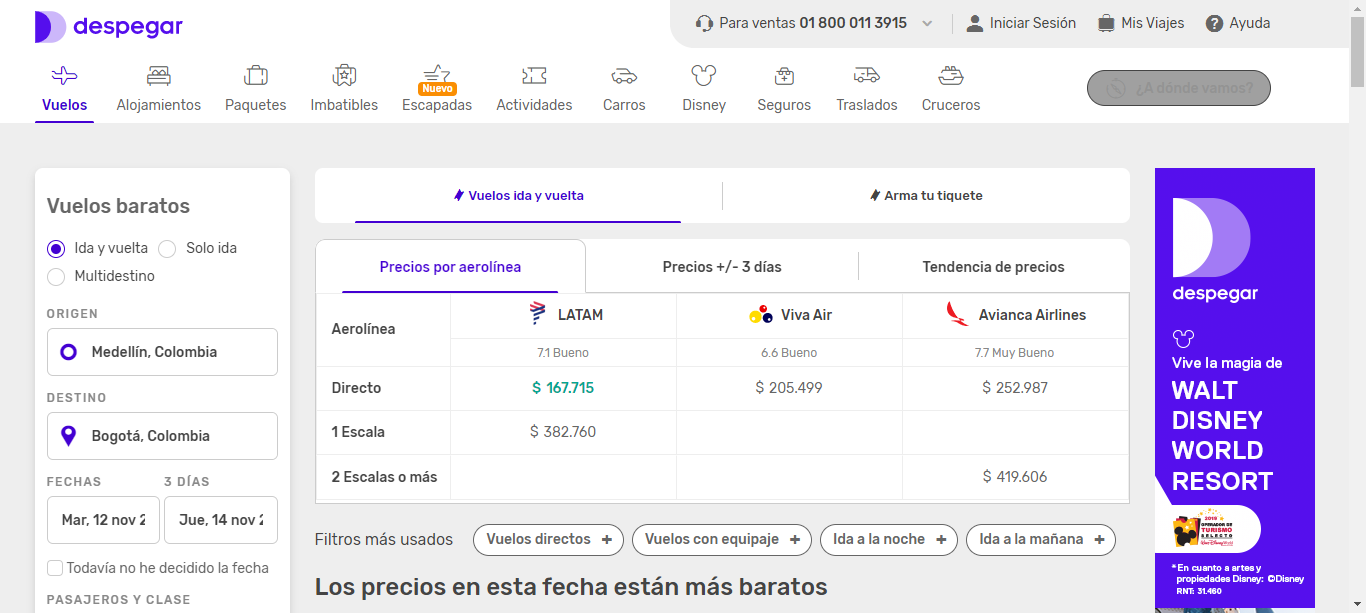 despegar
Para ventas 01 800 011 3915
Iniciar Sesión
Mis Viajes
Ayuda
Vuelos
Alojamientos
Paquetes
Imbatibles
Nuevo
Escapadas
Actividades
Carros
Disney
Seguros
Traslados
Cruceros
¿A dónde vamos?
Vuelos baratos
Ida y vuelta
Solo ida
Multidestino
ORIGEN
Medellín, Colombia
DESTINO
Bogotá, Colombia
FECHAS
3 DÍAS
Mar, 12 nov 2
Jue, 14 nov 2
Todavía no he decidido la fecha
PASAJEROS Y CLASE
Vuelos ida y vuelta
Arma tu tiquete
Precios por aerolínea
Precios +/- 3 días
Tendencia de precios
Aerolínea
LATAM
Viva Air
Avianca Airlines
7.1 Bueno
6.6 Bueno
7.7 Muy Bueno
Directo
$ 167.715
$ 205.499
$ 252.987
1 Escala
$ 382.760
2 Escalas o más
$ 419.606
Filtros más usados
Vuelos directos +
Vuelos con equipaje +
Ida a la noche +
Ida a la mañana +
Los precios en esta fecha están más baratos
despegar
Vive la magia de
WALT
DISNEY
WORLD
RESORT
2019
OPERADOR DE
TURISMO
SELECTO
Walt Disney World
*En cuanto a artes y
propiedades Disney: ©Disney
RNT: 31.460